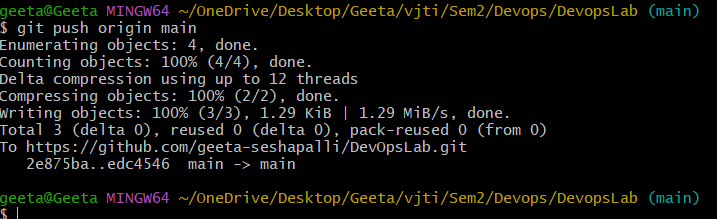 geeta@Geeta MINGW64 ~/OneDrive/Desktop/Geeta/vjti/Sem2/Devops/DevopsLab (main)
$ git push origin main
Enumerating objects: 4, done.
Counting objects: 100% (4/4), done.
Delta compression using up to 12 threads
Compressing objects: 100% (2/2), done.
Writing objects: 100% (3/3), 1.29 KiB | 1.29 MiB/s, done.
Total 3 (delta 0), reused 0 (delta 0), pack-reused 0 (from 0)
To https://github.com/geeta-seshapalli/DevOpsLab.git
   2e875ba..edc4546  main -> main
geeta@Geeta MINGW64 ~/OneDrive/Desktop/Geeta/vjti/Sem2/Devops/DevopsLab (main)
$